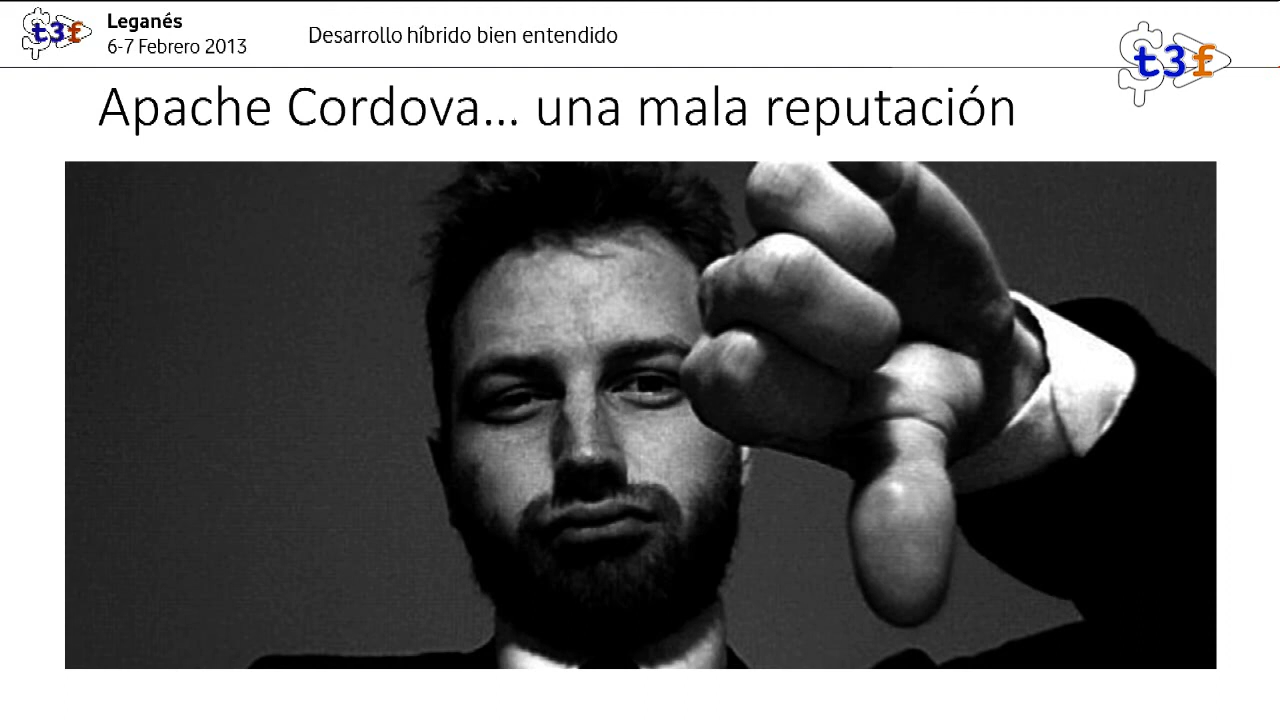 t3f
Leganés
6-7 Febrero 2013
Desarrollo híbrido bien entendido
t3f
Apache Cordova... una mala reputación